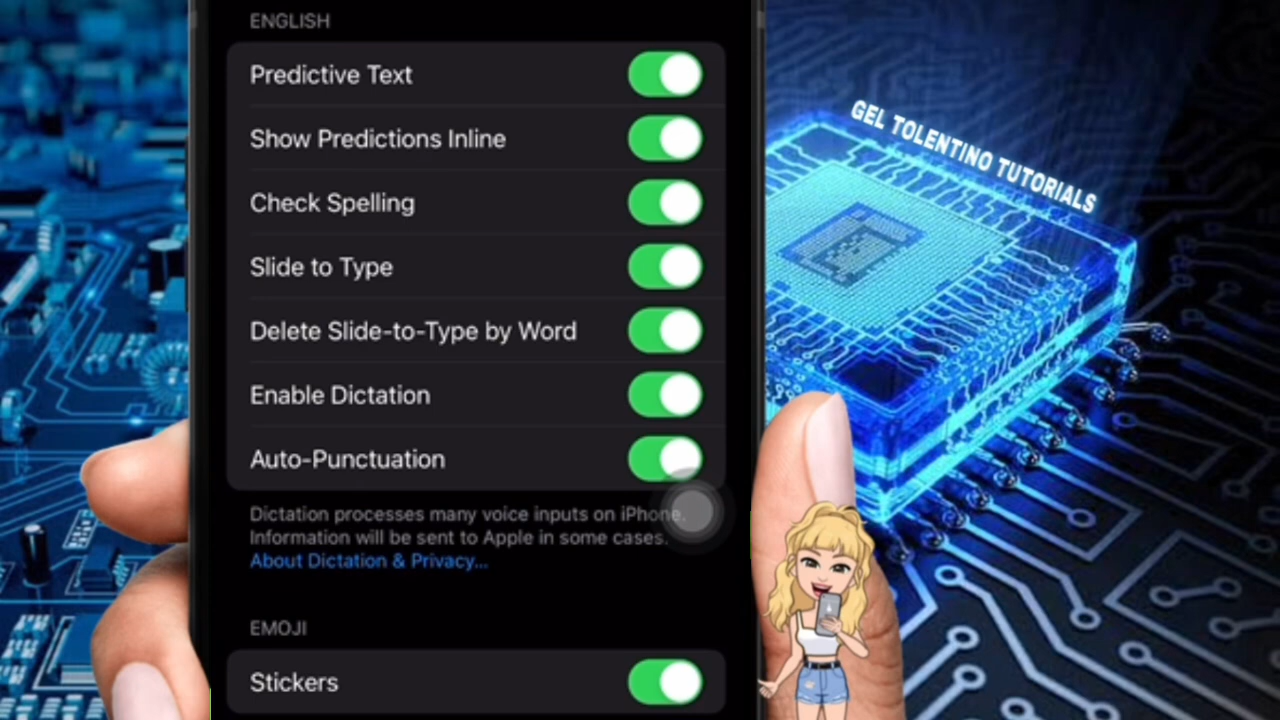 ENGLISH
Predictive Text
Show Predictions Inline
Check Spelling
Slide to Type
Delete Slide-to-Type by Word
Enable Dictation
Auto-Punctuation
Dictation processes many voice inputs on iPhone.
Information will be sent to Apple in some cases.
About Dictation & Privacy...
EMOJI
Stickers
GEL TOLENTINO TUTORIALS